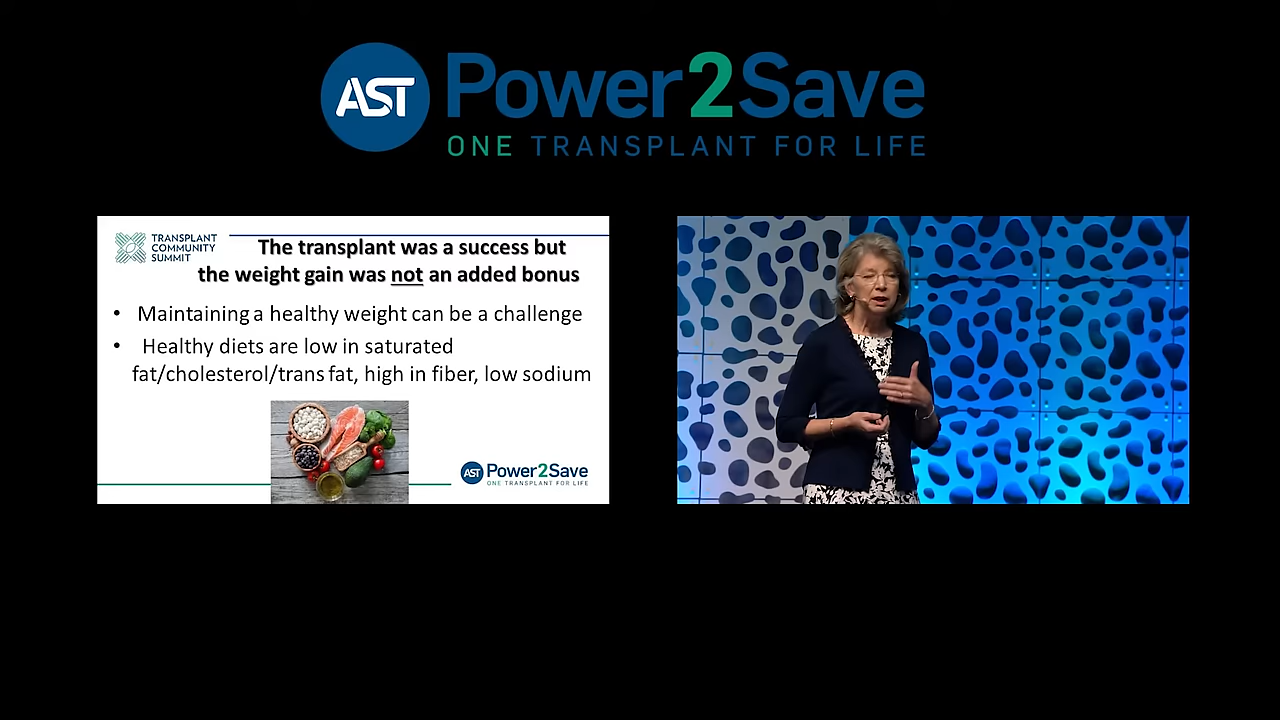 AST Power2Save
ONE TRANSPLANT FOR LIFE
TRANSPLANT
COMMUNITY
SUMMIT
The transplant was a success but
the weight gain was not an added bonus
• Maintaining a healthy weight can be a challenge
• Healthy diets are low in saturated
fat/cholesterol/trans fat, high in fiber, low sodium
AST Power2Save
ONE TRANSPLANT FOR LIFE